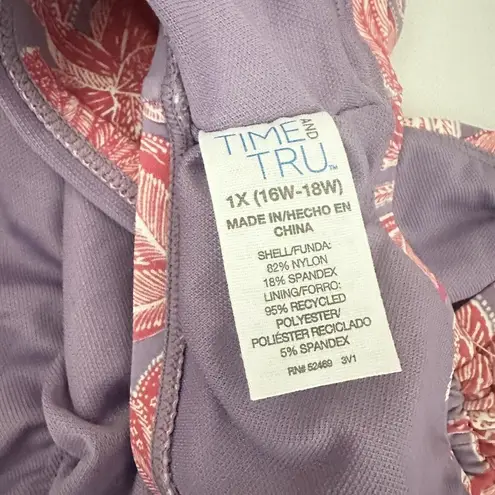 TIME AND
TRU™
1X (16W-18W)
MADE IN/HECHO EN
CHINA
SHELL/FUNDA:
82% NYLON
18% SPANDEX
LINING/FORRO:
95% RECYCLED
POLYESTER/
POLIÉSTER RECICLADO
5% SPANDEX
RN# 52469 3V1